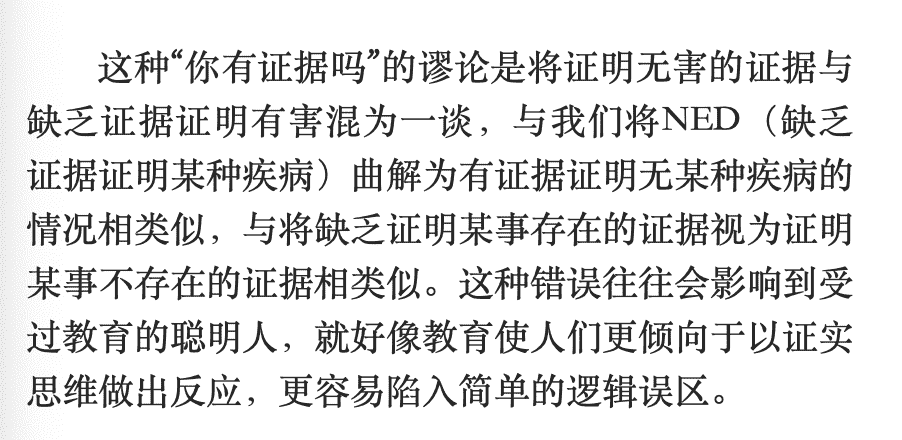 这种“你有证据吗”的谬论是将证明无害的证据与
缺乏证据证明有害混为一谈，与我们将NED（缺乏
证据证明某种疾病）曲解为有证据证明无某种疾病的
情况相类似，与将缺乏证明某事存在的证据视为证明
某事不存在的证据相类似。这种错误往往会影响到受
过教育的聪明人，就好像教育使人们更倾向于以证实
思维做出反应，更容易陷入简单的逻辑误区。